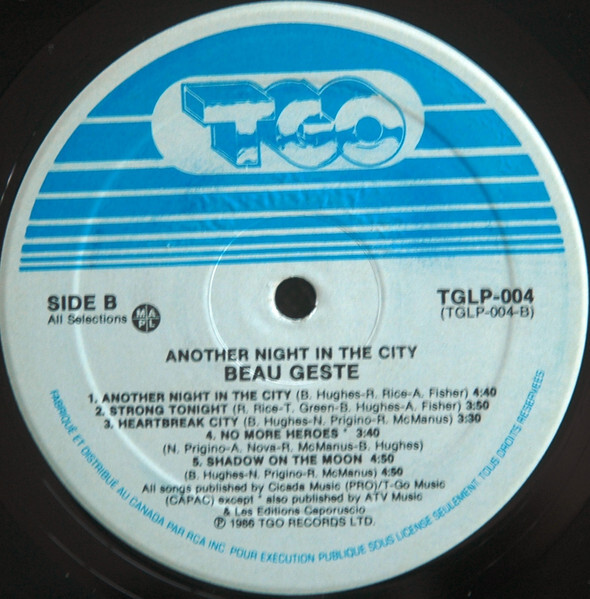 TGO
SIDE B
All Selections MAPL
TGLP-004
(TGLP-004-B)
ANOTHER NIGHT IN THE CITY
BEAU GESTE
1. ANOTHER NIGHT IN THE CITY (B. Hughes-R. Rice-A. Fisher) 4:40
2. STRONG TONIGHT (R. Rice-T. Green-B. Hughes-A. Fisher) 3:50
3. HEARTBREAK CITY (B. Hughes-N. Prigino-R. McManus) 3:30
4. NO MORE HEROES * 3:40
(N. Prigino-A. Nova-R. McManus-B. Hughes)
5. SHADOW ON THE MOON 4:50
(B. Hughes-N. Prigino-R. McManus) 4:50
All songs published by Cicada Music (PRO)/T-Go Music
(CAPAC) except * also published by ATV Music
& Les Editions Caporuscio
℗ 1986 TGO RECORDS LTD.
FABRIQUÉ ET DISTRIBUÉ AU CANADA PAR RCA INC. POUR EXÉCUTION PUBLIQUE SOUS LICENSE SEULEMENT. TOUS DROITS RÉSERVÉES